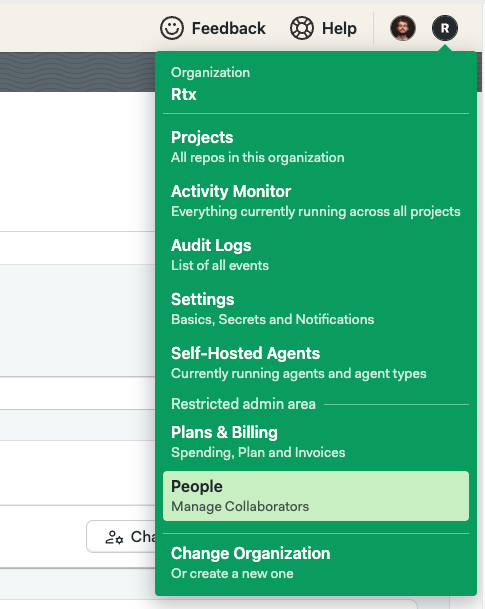 Feedback
Help
R
Organization
Rtx
Projects
All repos in this organization
Activity Monitor
Everything currently running across all projects
Audit Logs
List of all events
Settings
Basics, Secrets and Notifications
Self-Hosted Agents
Currently running agents and agent types
Restricted admin area
Plans & Billing
Spending, Plan and Invoices
People
Manage Collaborators
Cha
Change Organization
Or create a new one